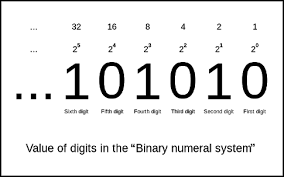 ... 32 16 8 4 2 1
... 2⁵ 2⁴ 2³ 2² 2¹ 2⁰
...101010
Sixth digit Fifth digit Fourth digit Third digit Second digit First digit
Value of digits in the “Binary numeral system”